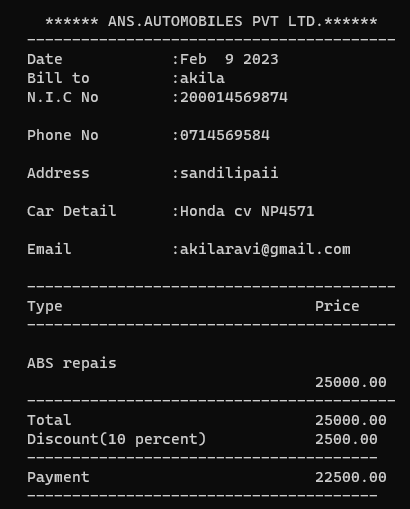 ****** ANS.AUTOMOBILES PVT LTD.******
-----------------------------------------
Date            :Feb  9 2023
Bill to         :akila
N.I.C No        :200014569874
Phone No        :0714569584
Address         :sandilipaii
Car Detail      :Honda cv NP4571
Email           :akilaravi@gmail.com
-----------------------------------------
Type                            Price
-----------------------------------------
ABS repais
                                25000.00
-----------------------------------------
Total                           25000.00
Discount(10 percent)            2500.00
---------------------------------------
Payment                         22500.00
---------------------------------------